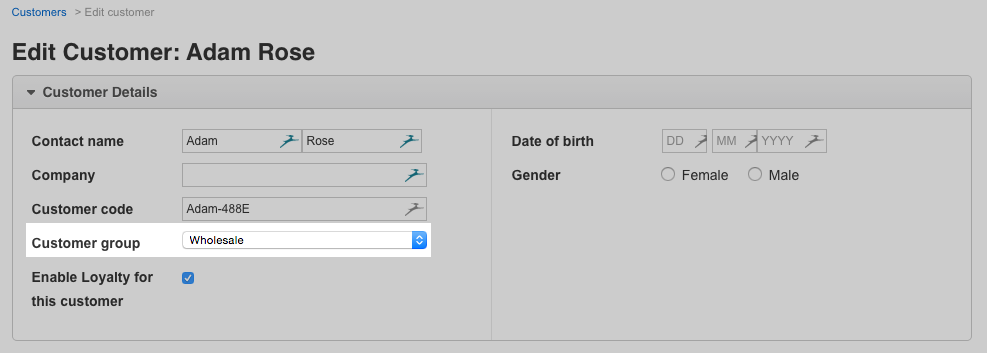 Customers > Edit customer
Edit Customer: Adam Rose
Customer Details
Contact name Adam Rose
Company
Customer code Adam-488E
Customer group Wholesale
Enable Loyalty for
this customer
Date of birth DD MM YYYY
Gender Female Male